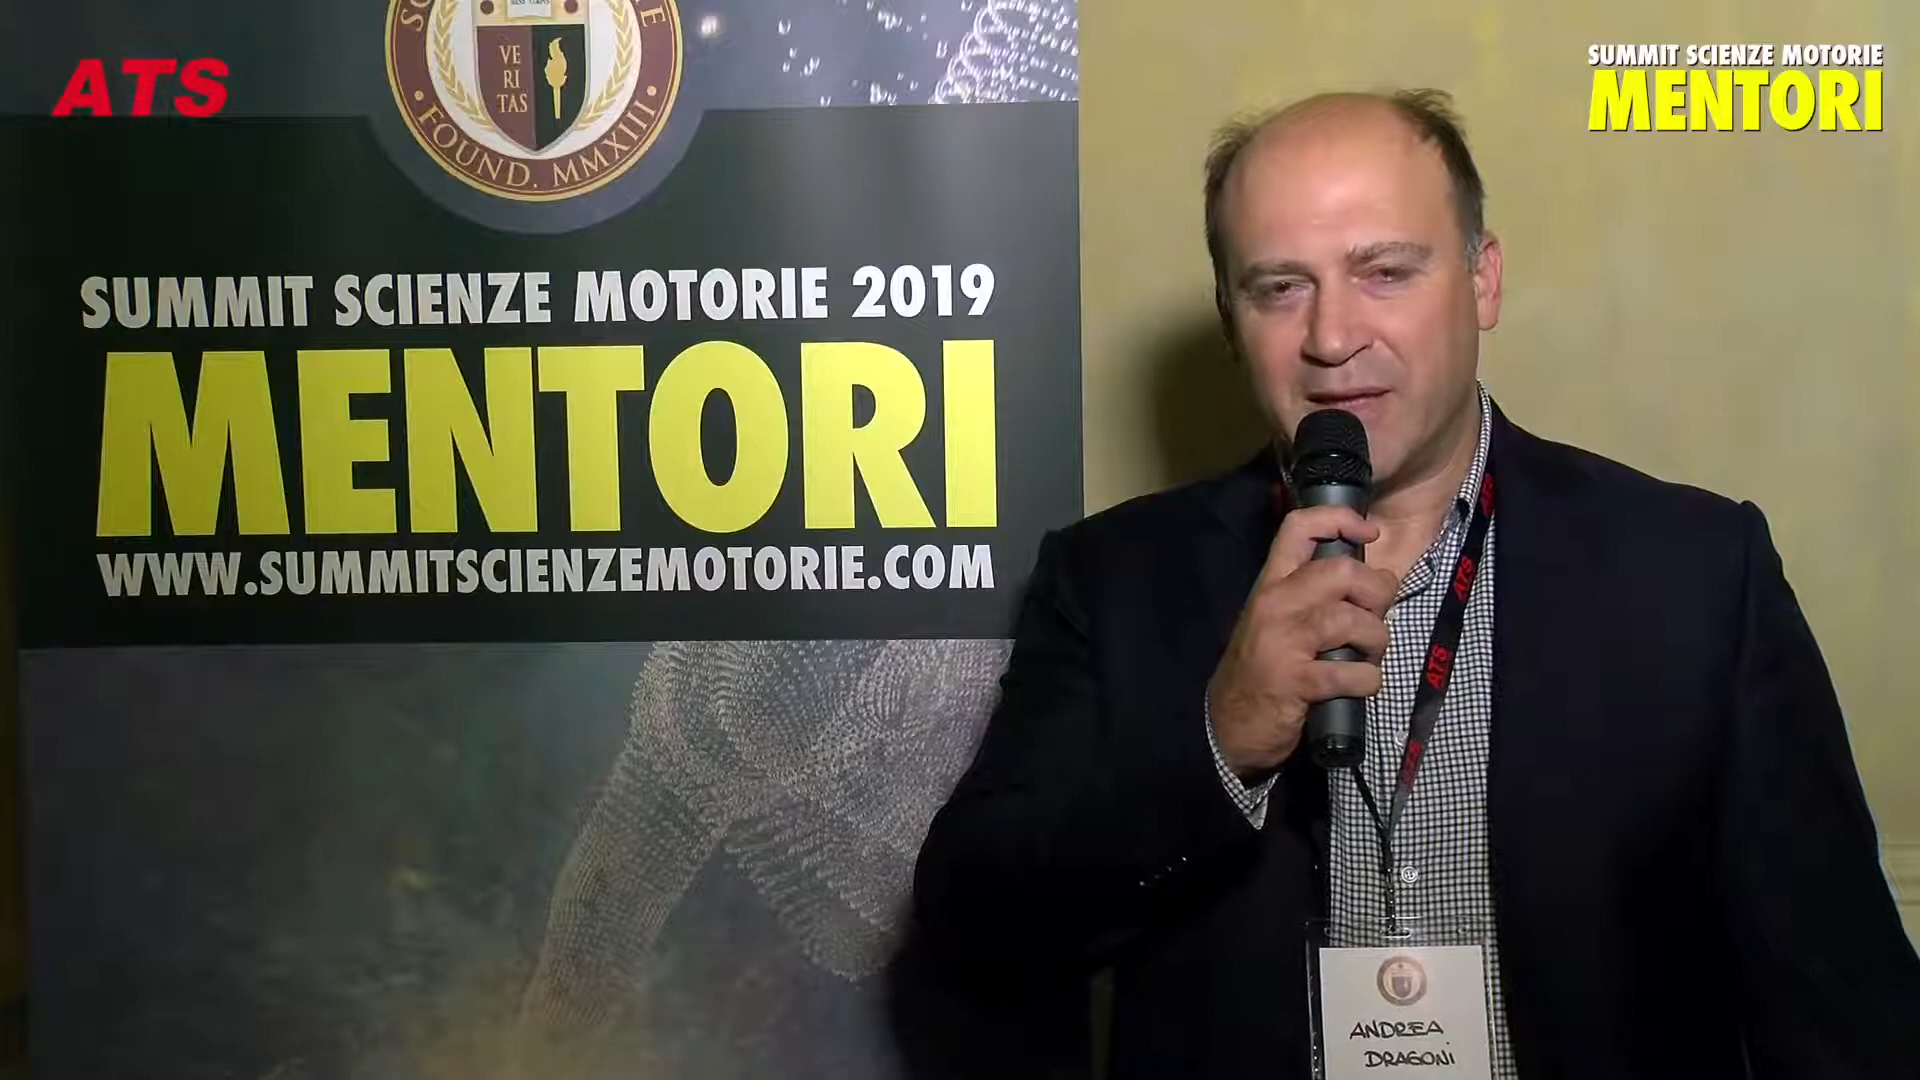 ATS
SUMMIT SCIENZE MOTORIE
MENTORI
VE
RI
TAS
FOUND. MMXIII
SUMMIT SCIENZE MOTORIE 2019
MENTORI
WWW.SUMMITSCIENZEMOTORIE.COM
ATS
ATS
ANDREA
DRAGONI